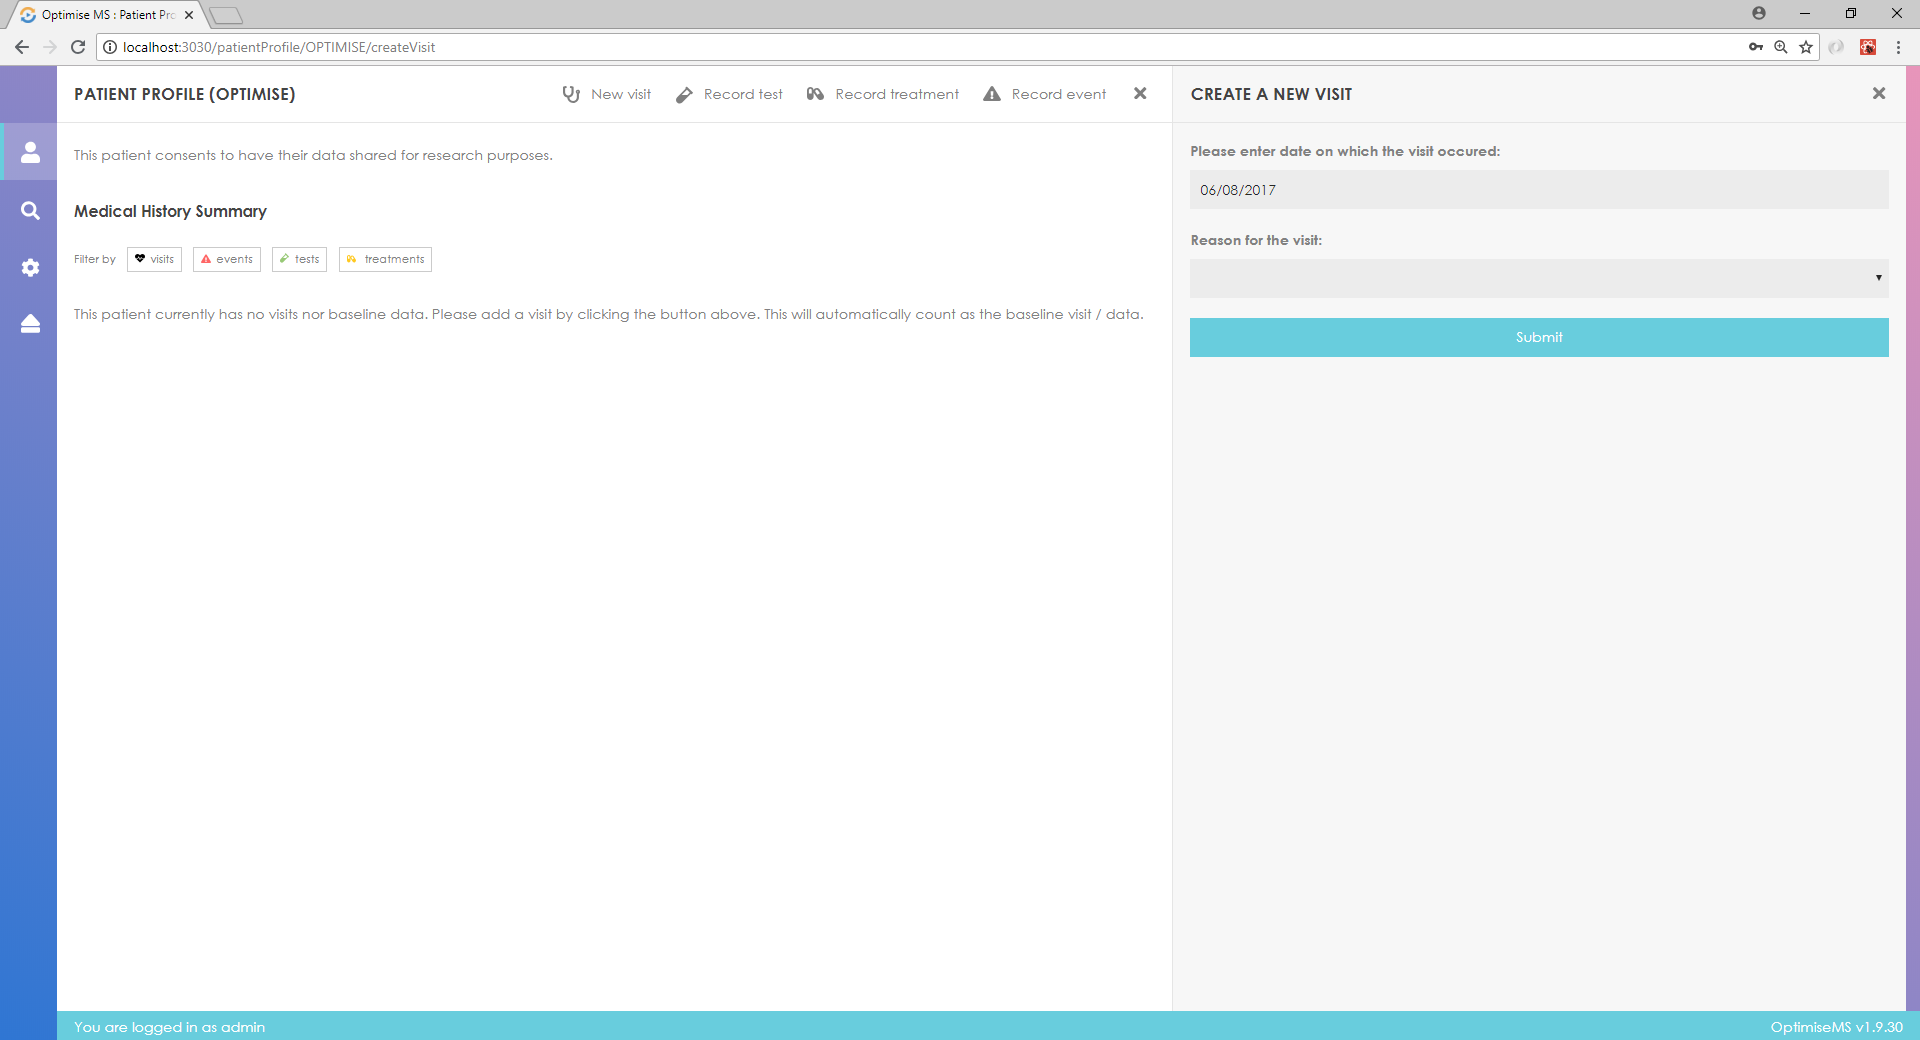 Optimise MS : Patient Pro
localhost:3030/patientProfile/OPTIMISE/createVisit
PATIENT PROFILE (OPTIMISE)
New visit
Record test
Record treatment
Record event
CREATE A NEW VISIT
This patient consents to have their data shared for research purposes.
Medical History Summary
Filter by
visits
events
tests
treatments
This patient currently has no visits nor baseline data. Please add a visit by clicking the button above. This will automatically count as the baseline visit / data.
Please enter date on which the visit occured:
06/08/2017
Reason for the visit:
Submit
You are logged in as admin
OptimiseMS v1.9.30